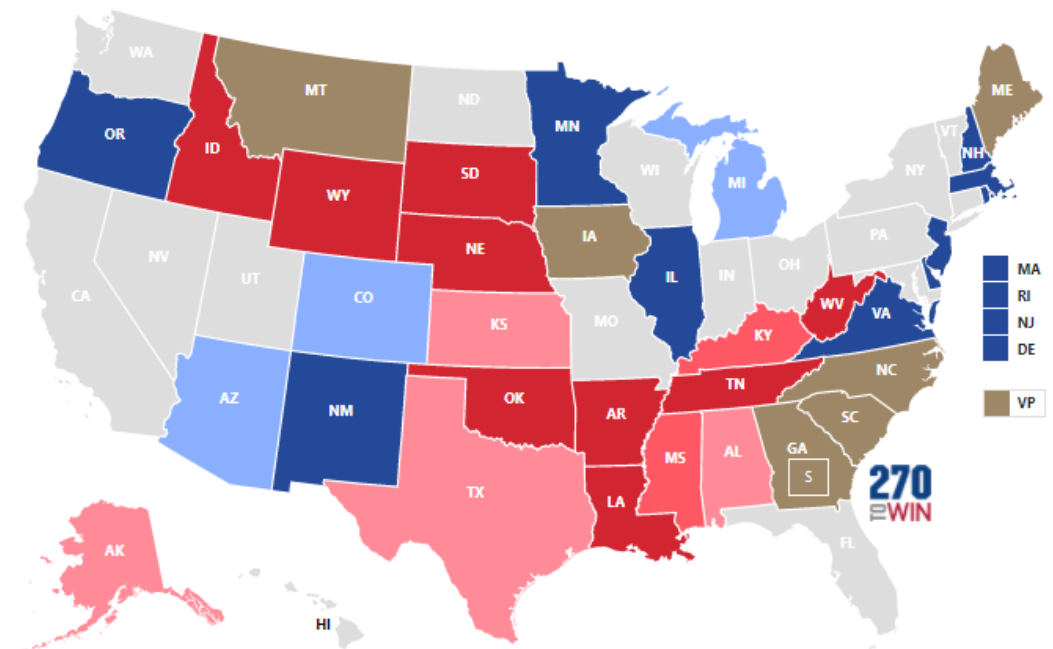 WA
MT
ND
MN
ME
VT
NH
OR
ID
SD
WI
MI
NY
WY
IA
NE
PA
NV
UT
CO
IL
IN
OH
CA
KS
MO
KY
WV
VA
MA
RI
NJ
DE
VP
AZ
NM
OK
AR
TN
NC
SC
MS
AL
GA
S
TX
LA
270
TO WIN
FL
AK
HI